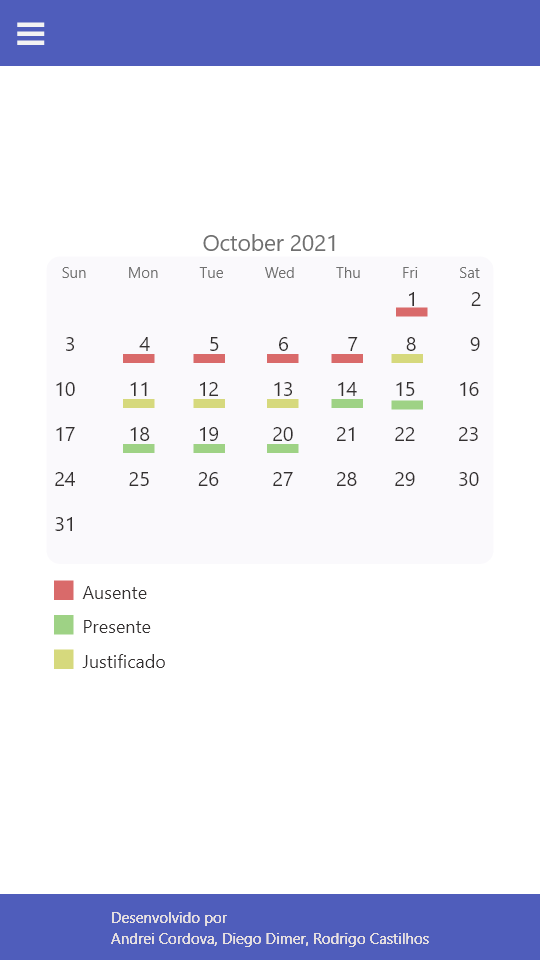 October 2021
Sun Mon Tue Wed Thu Fri Sat
1 2
3 4 5 6 7 8 9
10 11 12 13 14 15 16
17 18 19 20 21 22 23
24 25 26 27 28 29 30
31
Ausente
Presente
Justificado
Desenvolvido por
Andrei Cordova, Diego Dimer, Rodrigo Castilhos